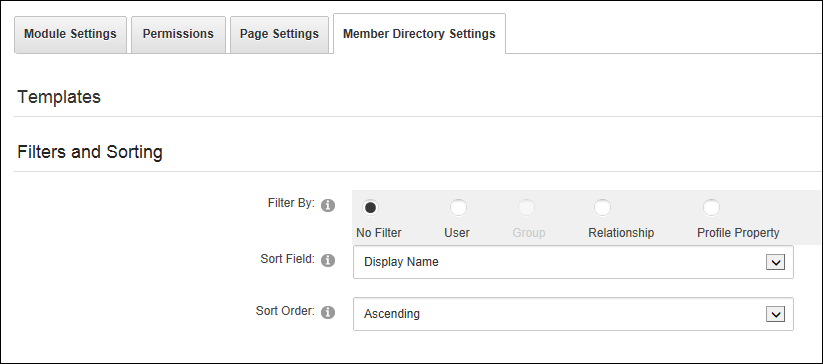 Module Settings Permissions Page Settings Member Directory Settings
Templates
Filters and Sorting
Filter By:
No Filter User Group Relationship Profile Property
Sort Field: Display Name
Sort Order: Ascending